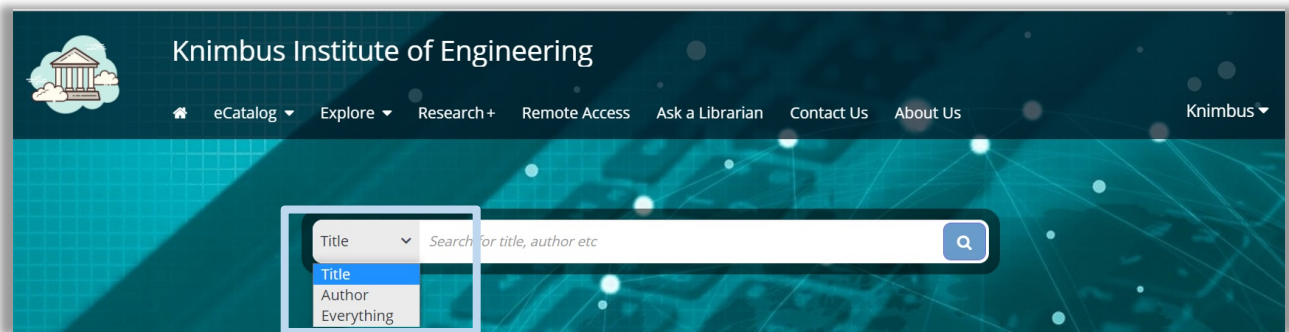 Knimbus Institute of Engineering
eCatalog Explore Research+ Remote Access Ask a Librarian Contact Us About Us Knimbus
Title Search for title, author etc
Title
Author
Everything